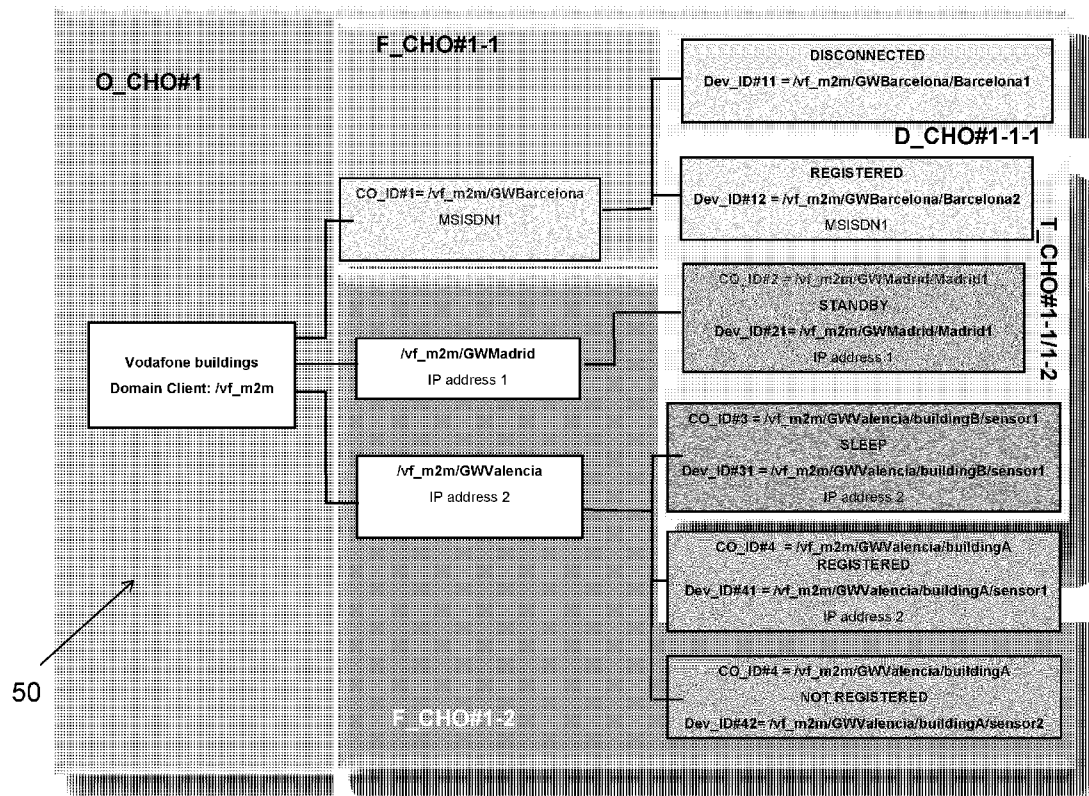 O_CHO#1
F_CHO#1-1
DISCONNECTED
Dev_ID#11 = /vf_m2m/GWBarcelona/Barcelona1
D_CHO#1-1-1
CO_ID#1= /vf_m2m/GWBarcelona
MSISDN1
REGISTERED
Dev_ID#12 = /vf_m2m/GWBarcelona/Barcelona2
MSISDN1
T_CHO#1-1/1-2
CO_ID#2 = /vf_m2m/GWMadrid/Madrid1
STANDBY
Dev_ID#21= /vf_m2m/GWMadrid/Madrid1
IP address 1
Vodafone buildings
Domain Client: /vf_m2m
/vf_m2m/GWMadrid
IP address 1
CO_ID#3 = /vf_m2m/GWValencia/buildingB/sensor1
SLEEP
Dev_ID#31 = /vf_m2m/GWValencia/buildingB/sensor1
IP address 2
/vf_m2m/GWValencia
IP address 2
CO_ID#4 = /vf_m2m/GWValencia/buildingA
REGISTERED
Dev_ID#41 = /vf_m2m/GWValencia/buildingA/sensor1
IP address 2
CO_ID#4 = /vf_m2m/GWValencia/buildingA
NOT REGISTERED
Dev_ID#42= /vf_m2m/GWValencia/buildingA/sensor2
50
F_CHO#1-2